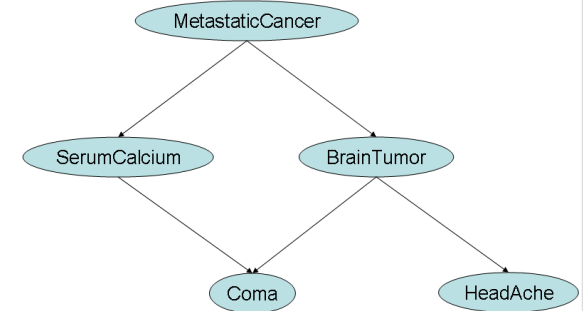 MetastaticCancer
SerumCalcium
BrainTumor
Coma
HeadAche